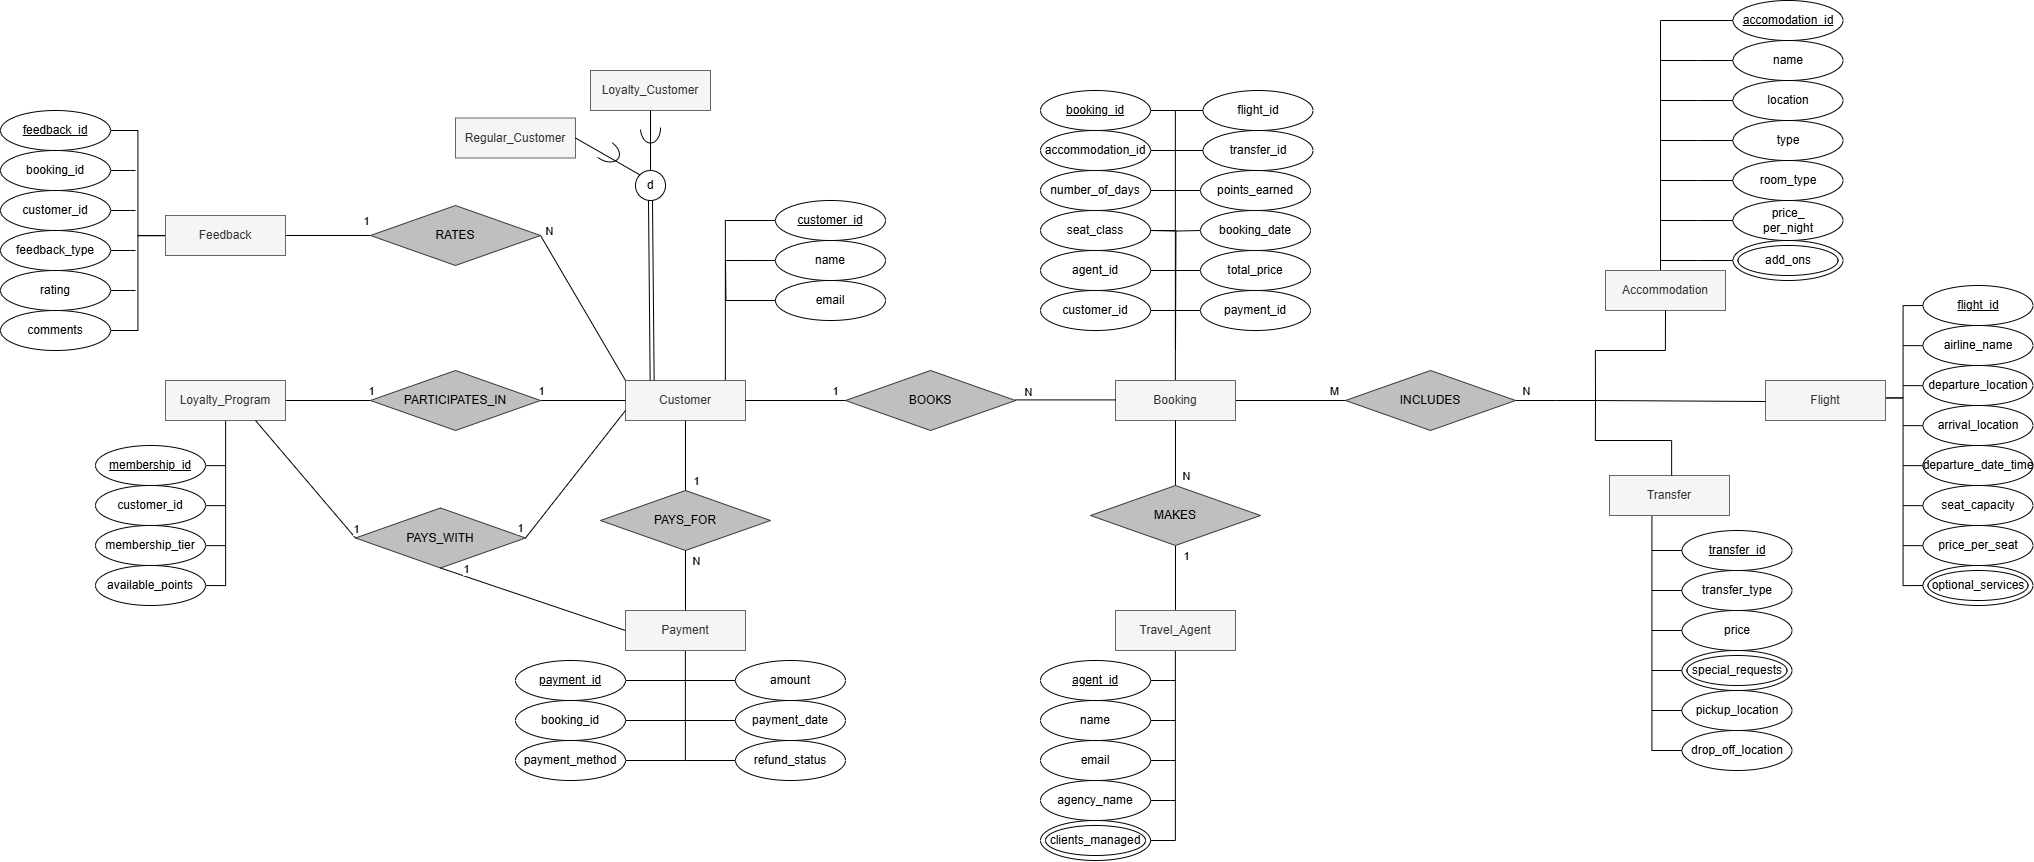 Loyalty_Customer
Regular_Customer
d
feedback_id
booking_id
customer_id
feedback_type
rating
comments
Feedback
1
RATES
N
customer_id
name
email
booking_id
flight_id
accommodation_id
transfer_id
number_of_days
points_earned
seat_class
booking_date
agent_id
total_price
customer_id
payment_id
accomodation_id
name
location
type
room_type
price_
per_night
add_ons
Accommodation
flight_id
airline_name
departure_location
arrival_location
departure_date_time
seat_capacity
price_per_seat
optional_services
Loyalty_Program
1
PARTICIPATES_IN
1
Customer
1
BOOKS
N
Booking
M
INCLUDES
N
Flight
membership_id
customer_id
membership_tier
available_points
1
PAYS_WITH
1
1
1
PAYS_FOR
N
N
MAKES
1
Transfer
transfer_id
transfer_type
price
special_requests
pickup_location
drop_off_location
Payment
payment_id
amount
booking_id
payment_date
payment_method
refund_status
Travel_Agent
agent_id
name
email
agency_name
clients_managed